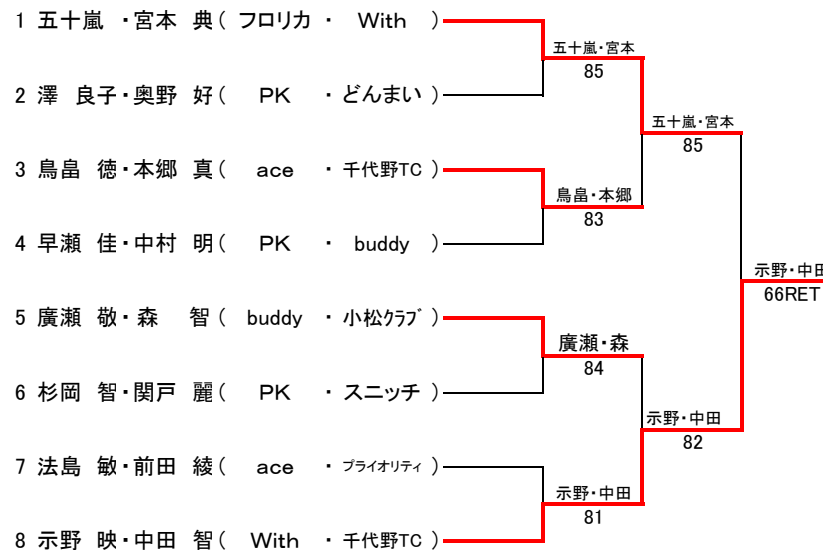 1 五十嵐 ・宮本 典( フロリカ ・ With )
五十嵐・宮本
85
2 澤 良子・奥野 好( PK ・どんまい )
五十嵐・宮本
85
3 鳥畠 徳・本郷 真( ace ・千代野TC )
鳥畠・本郷
83
4 早瀬 佳・中村 明( PK ・ buddy )
示野・中田
66RET
5 廣瀬 敬・森 智( buddy ・小松クラブ )
廣瀬・森
84
6 杉岡 智・関戸 麗( PK ・スニッチ )
示野・中田
82
7 法島 敏・前田 綾( ace ・プライオリティ )
示野・中田
81
8 示野 映・中田 智( With ・千代野TC )